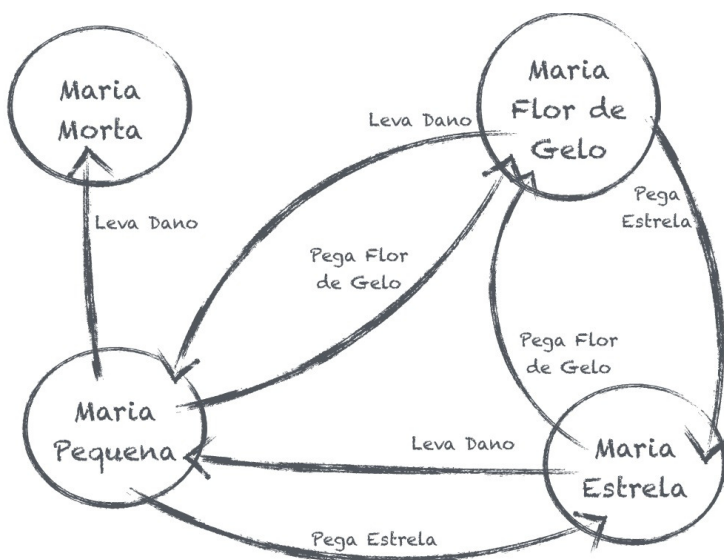 Maria
Morta
Maria
Flor de
Gelo
Leva Dano
Pega
Estrela
Leva Dano
Pega Flor
de Gelo
Pega Flor
de Gelo
Maria
Pequena
Leva Dano
Maria
Estrela
Pega Estrela